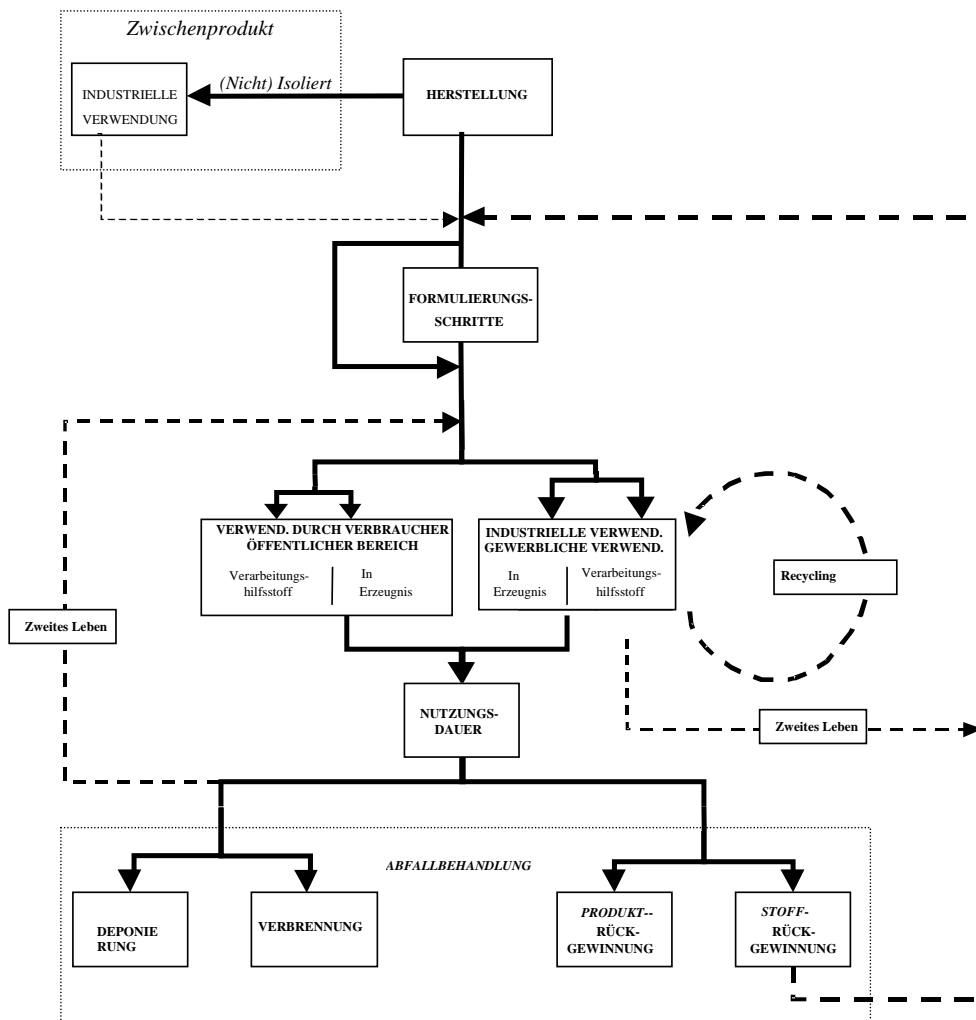 Zwischenprodukt
(Nicht) Isoliert
INDUSTRIELLE
VERWENDUNG
HERSTELLUNG
FORMULIERUNGS-
SCHRITTE
VERWEND. DURCH VERBRAUCHER
ÖFFENTLICHER BEREICH
Verarbeitungs-
hilfsstoff
In
Erzeugnis
INDUSTRIELLE VERWEND.
GEWERBLICHE VERWEND.
In
Erzeugnis
Verarbeitungs-
hilfsstoff
Recycling
Zweites Leben
NUTZUNGS-
DAUER
Zweites Leben
ABFALLBEHANDLUNG
DEPONIE
RUNG
VERBRENNUNG
PRODUKT--
RÜCK-
GEWINNUNG
STOFF-
RÜCK-
GEWINNUNG